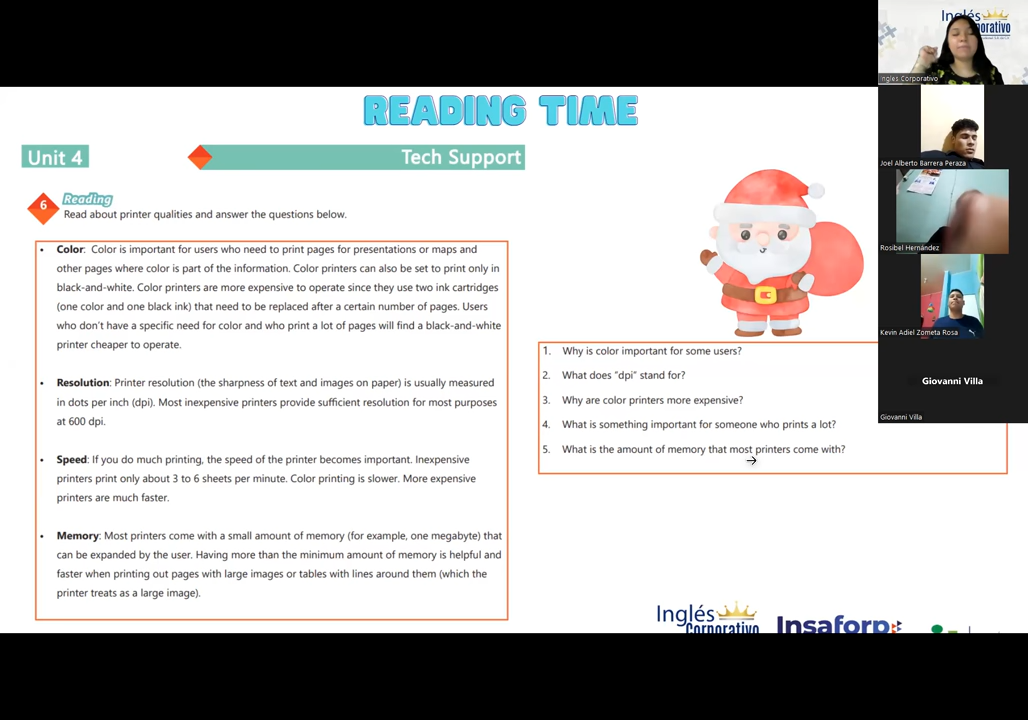 READING TIME
Unit 4
Tech Support
6
Reading
Read about printer qualities and answer the questions below.
• Color: Color is important for users who need to print pages for presentations or maps and
other pages where color is part of the information. Color printers can also be set to print only in
black-and-white. Color printers are more expensive to operate since they use two ink cartridges
(one color and one black ink) that need to be replaced after a certain number of pages. Users
who don't have a specific need for color and who print a lot of pages will find a black-and-white
printer cheaper to operate.
• Resolution: Printer resolution (the sharpness of text and images on paper) is usually measured
in dots per inch (dpi). Most inexpensive printers provide sufficient resolution for most purposes
at 600 dpi.
• Speed: If you do much printing, the speed of the printer becomes important. Inexpensive
printers print only about 3 to 6 sheets per minute. Color printing is slower. More expensive
printers are much faster.
• Memory: Most printers come with a small amount of memory (for example, one megabyte) that
can be expanded by the user. Having more than the minimum amount of memory is helpful and
faster when printing out pages with large images or tables with lines around them (which the
printer treats as a large image).
1. Why is color important for some users?
2. What does "dpi" stand for?
3. Why are color printers more expensive?
4. What is something important for someone who prints a lot?
5. What is the amount of memory that most printers come with?
Inglés
Corporativo
Insaforp
Inglés
Inglés Corporativo
Joel Alberto Barrera Peraza
Rosibel Hernández
Kevin Adiel Zometa Rosa
Giovanni Villa
Giovanni Villa